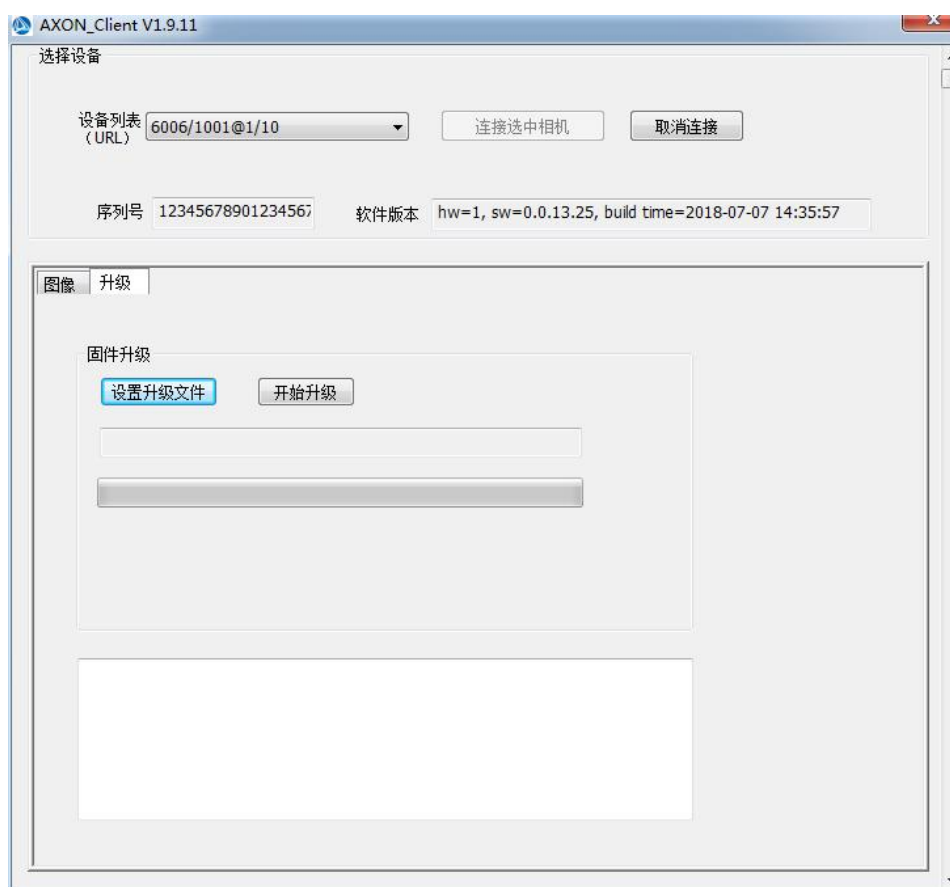 AXON_Client V1.9.11
选择设备
设备列表
(URL)
6006/1001@1/10
连接选中相机
取消连接
序列号
12345678901234567
软件版本
hw=1, sw=0.0.13.25, build time=2018-07-07 14:35:57
图像
升级
固件升级
设置升级文件
开始升级